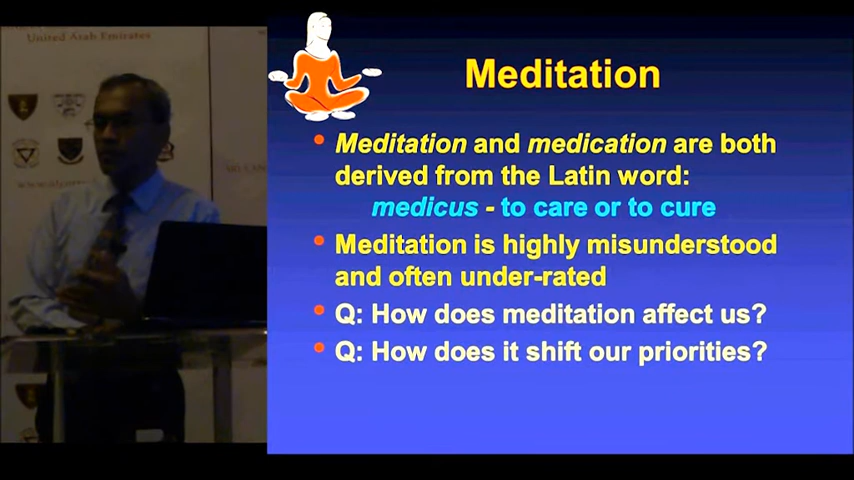 United Arab Emirates
Meditation
• Meditation and medication are both
derived from the Latin word:
medicus - to care or to cure
• Meditation is highly misunderstood
and often under-rated
• Q: How does meditation affect us?
• Q: How does it shift our priorities?